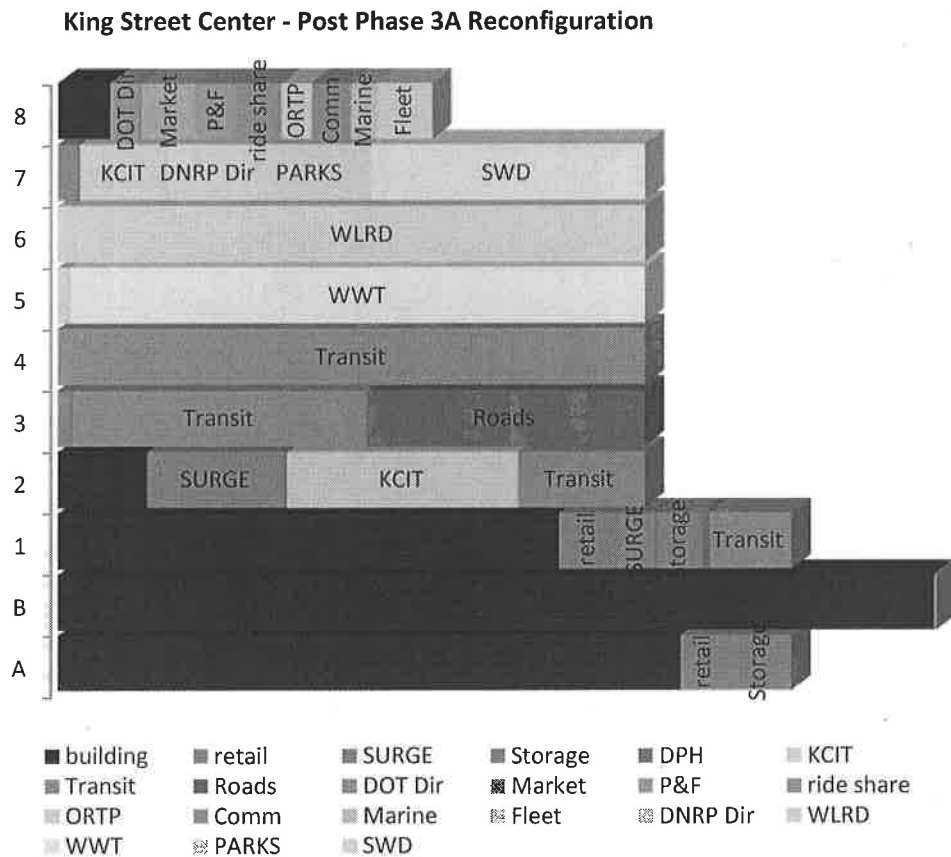 King Street Center - Post Phase 3A Reconfiguration
8 DOT Dir Market P&F ride share ORTP Comm Marine Fleet
7 KCIT DNRP Dir PARKS SWD
6 WLRD
5 WWT
4 Transit
3 Transit Roads
2 SURGE KCIT Transit
1 retail SURGE Storage Transit
B
A retail Storage
building retail SURGE Storage DPH KCIT
Transit Roads DOT Dir Market P&F ride share
ORTP Comm Marine Fleet DNRP Dir WLRD
WWT PARKS SWD